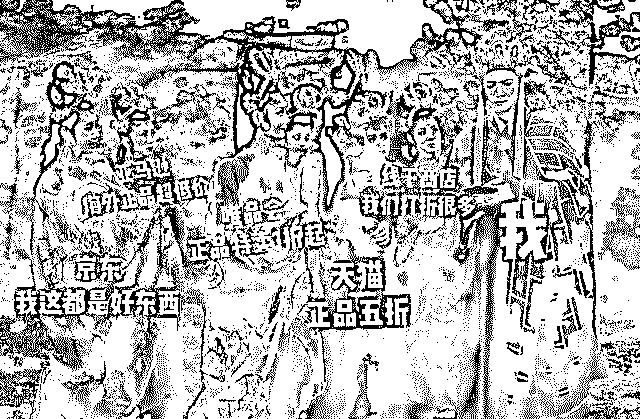 亚马逊
海外正品超低价
唯品会
正品特卖1折起
京东
我这都是好东西
天猫
正品五折
线下酒店
我们打折很多
我